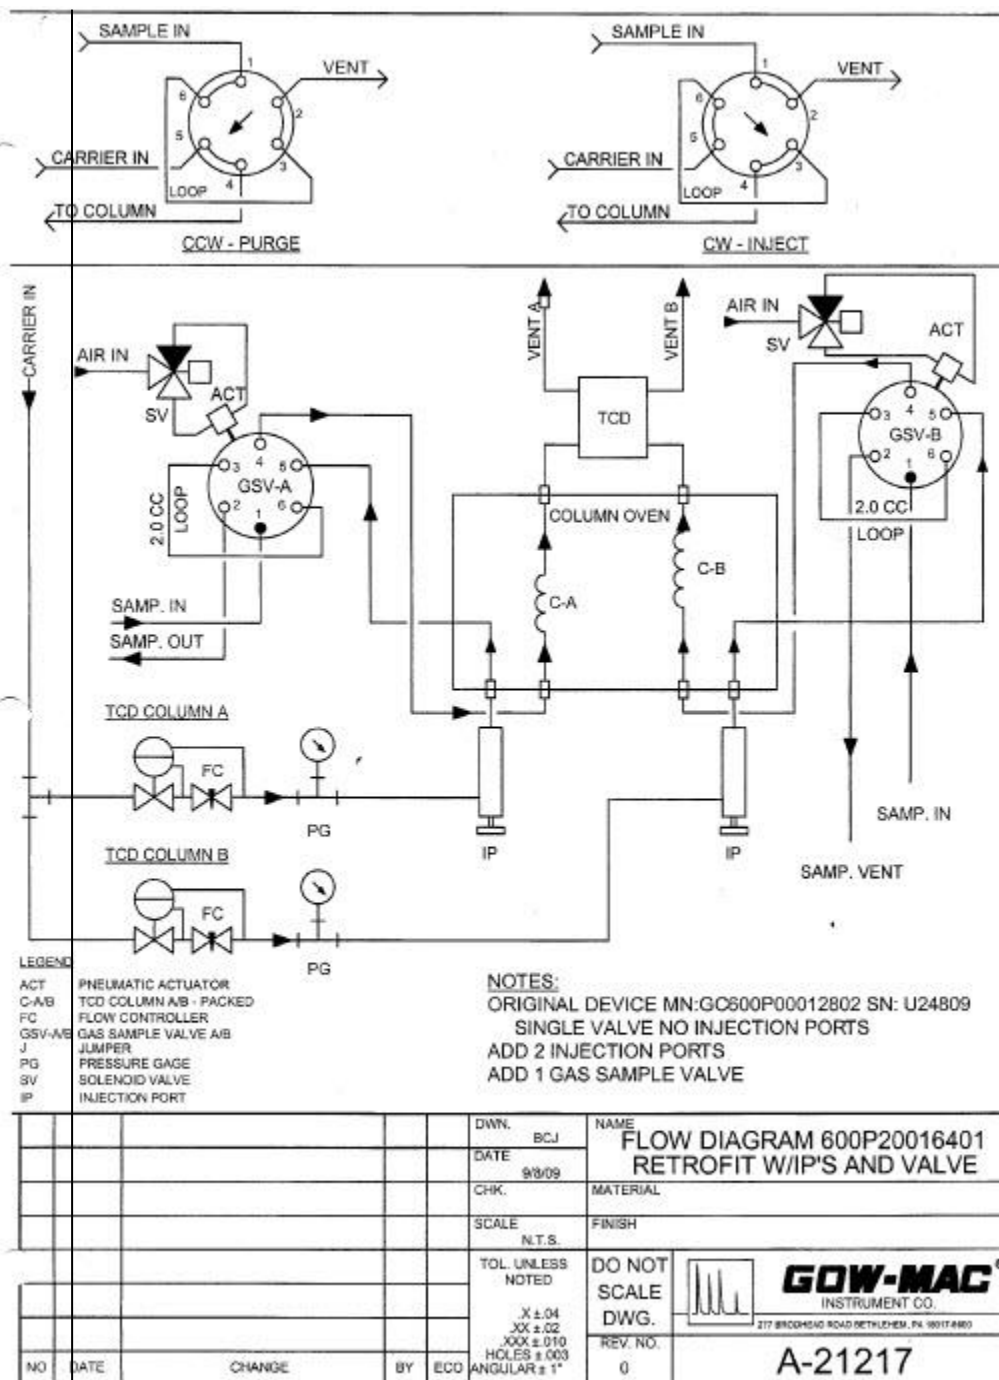 SAMPLE IN
1
VENT
6
2
5
3
CARRIER IN
4
LOOP
TO COLUMN
CCW - PURGE
SAMPLE IN
1
VENT
6
2
5
3
CARRIER IN
4
LOOP
TO COLUMN
CW - INJECT
CARRIER IN
AIR IN
SV
ACT
3
4
5
GSV-A
2
1
6
2.0 CC
LOOP
SAMP. IN
SAMP. OUT
VENT A
VENT B
TCD
COLUMN OVEN
C-A
C-B
AIR IN
SV
ACT
3
4
5
GSV-B
2
1
6
2.0 CC
LOOP
TCD COLUMN A
FC
PG
IP
IP
SAMP. IN
SAMP. VENT
TCD COLUMN B
FC
PG
LEGEND
ACT PNEUMATIC ACTUATOR
C-A/B TCD COLUMN A/B - PACKED
FC FLOW CONTROLLER
GSV-A/B GAS SAMPLE VALVE A/B
J JUMPER
PG PRESSURE GAGE
SV SOLENOID VALVE
IP INJECTION PORT
NOTES:
ORIGINAL DEVICE MN:GC600P00012802 SN: U24809
SINGLE VALVE NO INJECTION PORTS
ADD 2 INJECTION PORTS
ADD 1 GAS SAMPLE VALVE
DWN.
BCJ
DATE
9/8/09
CHK.
SCALE
N.T.S.
NAME
FLOW DIAGRAM 600P20016401
RETROFIT W/IP'S AND VALVE
MATERIAL
FINISH
TOL. UNLESS
NOTED
.X ±.04
.XX ±.02
.XXX ±.010
HOLES ±.003
ANGULAR ± 1°
DO NOT
SCALE
DWG.
REV. NO.
0
GOW-MAC®
INSTRUMENT CO.
277 BRODHEAD ROAD BETHLEHEM, PA 18017-8600
A-21217
NO DATE CHANGE BY ECO